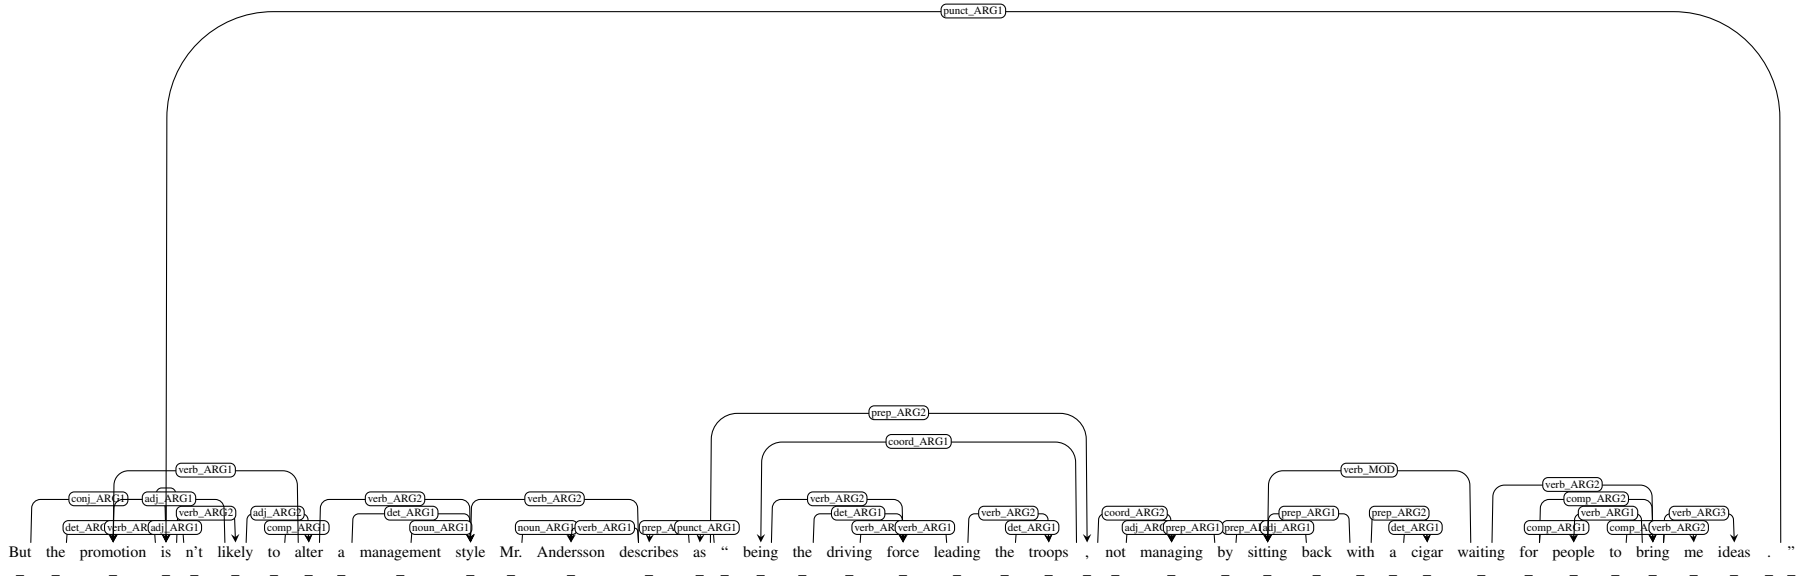 punct_ARG1
prep_ARG2
coord_ARG1
verb_ARG1 verb_MOD
verb_ARG2
conj_ARG1 adj_ARG1 verb_ARG2 verb_ARG2 verb_ARG2 comp_ARG2
verb_ARG2 adj_ARG2 det_ARG1 det_ARG1 verb_ARG2 coord_ARG2 prep_ARG1 prep_ARG2 verb_ARG1 verb_ARG3
adj_ARG1 comp_ARG1 noun_ARG1 verb_ARG1 punct_ARG1 verb_ARG1 det_ARG1 prep_ARG1 adj_ARG1 det_ARG1 comp_ARG1 verb_ARG2
But the promotion is n’t likely to alter a management style Mr. Andersson describes as “ being the driving force leading the troops , not managing by sitting back with a cigar waiting for people to bring me ideas . ”